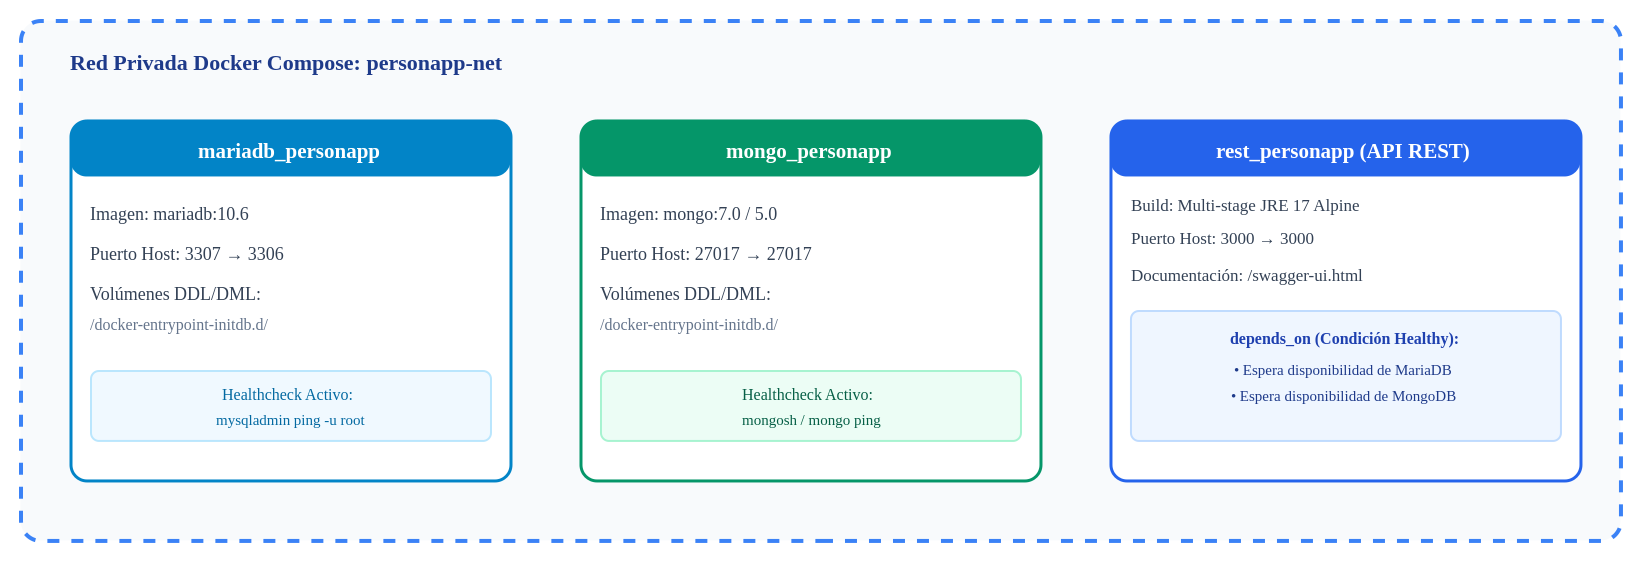 Red Privada Docker Compose: personapp-net
mariadb_personapp
Imagen: mariadb:10.6
Puerto Host: 3307 → 3306
Volúmenes DDL/DML:
/docker-entrypoint-initdb.d/
Healthcheck Activo:
mysqladmin ping -u root
mongo_personapp
Imagen: mongo:7.0 / 5.0
Puerto Host: 27017 → 27017
Volúmenes DDL/DML:
/docker-entrypoint-initdb.d/
Healthcheck Activo:
mongosh / mongo ping
rest_personapp (API REST)
Build: Multi-stage JRE 17 Alpine
Puerto Host: 3000 → 3000
Documentación: /swagger-ui.html
depends_on (Condición Healthy):
• Espera disponibilidad de MariaDB
• Espera disponibilidad de MongoDB